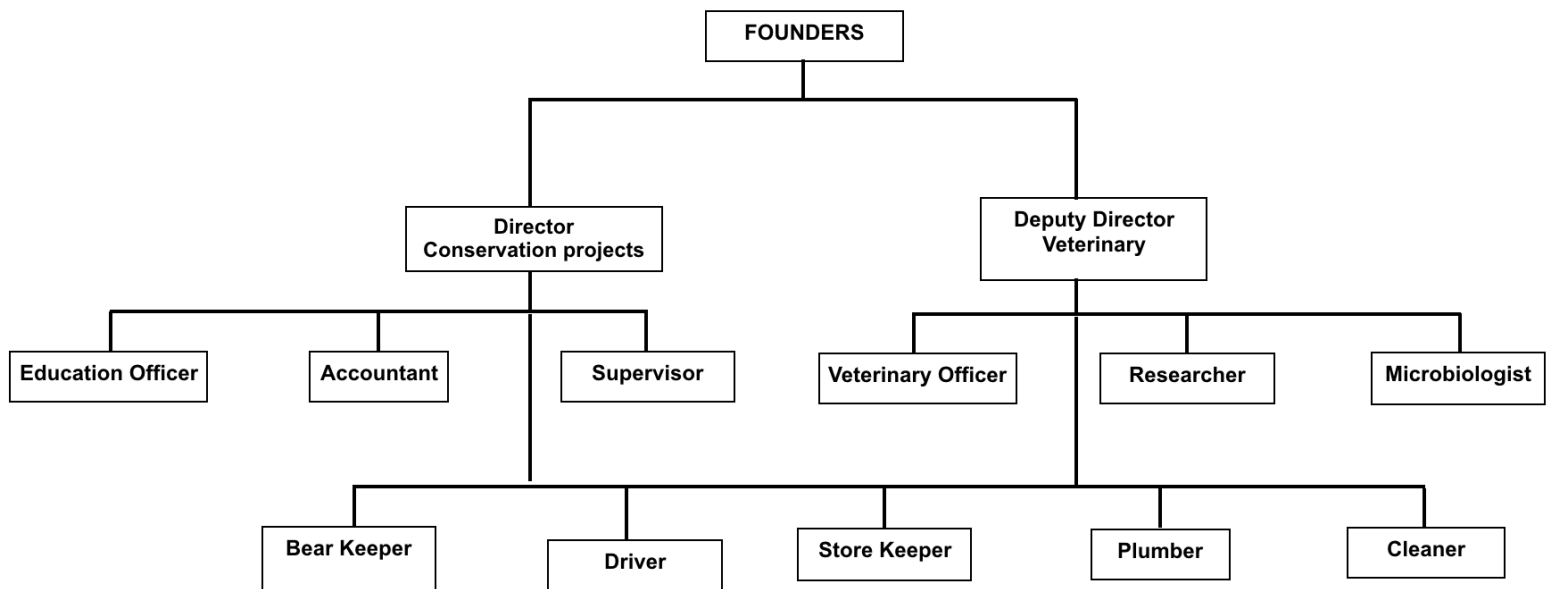 FOUNDERS
Director
Conservation projects
Deputy Director
Veterinary
Education Officer
Accountant
Supervisor
Veterinary Officer
Researcher
Microbiologist
Bear Keeper
Driver
Store Keeper
Plumber
Cleaner